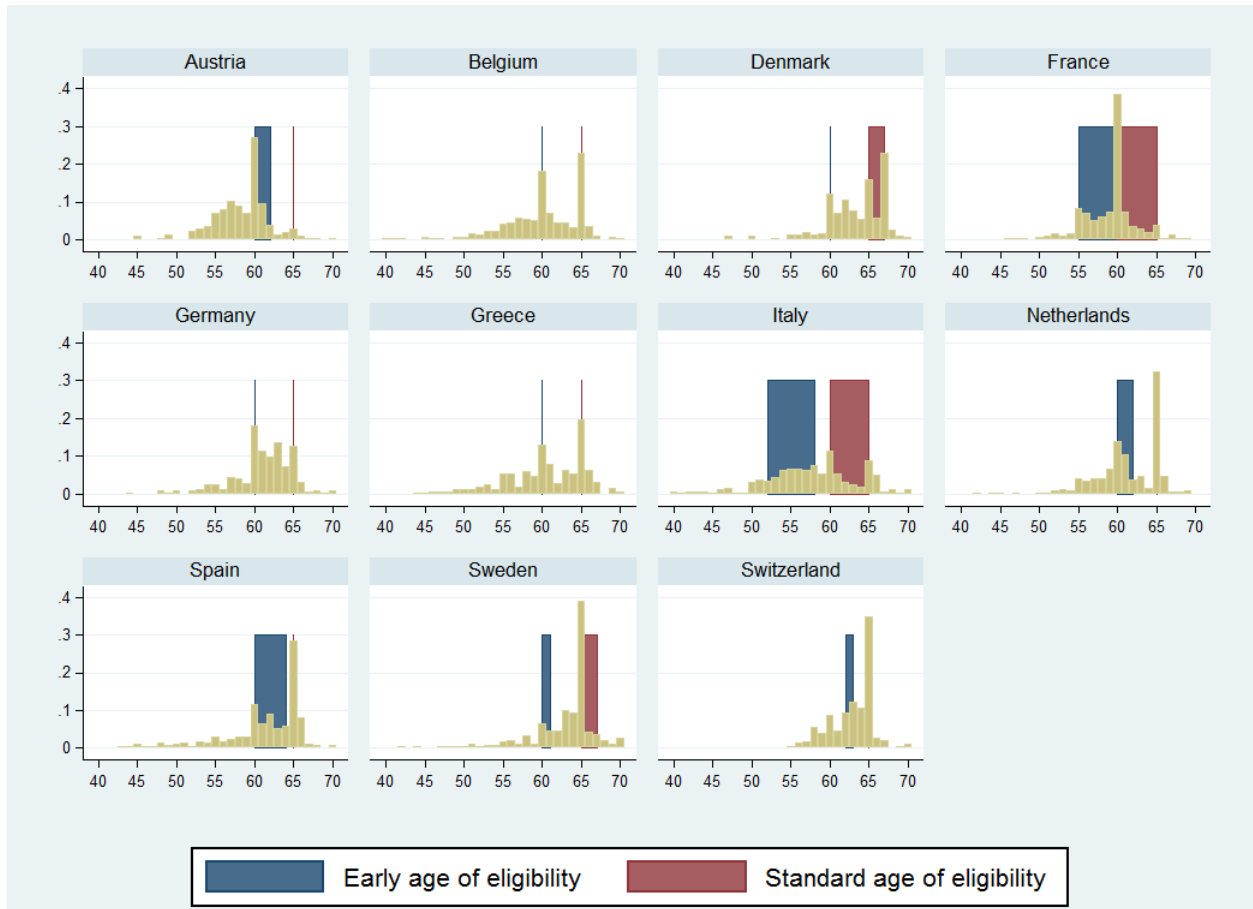 Austria Belgium Denmark France
.4
.3
.2
.1
0
40 45 50 55 60 65 70 40 45 50 55 60 65 70 40 45 50 55 60 65 70 40 45 50 55 60 65 70
Germany Greece Italy Netherlands
.4
.3
.2
.1
0
40 45 50 55 60 65 70 40 45 50 55 60 65 70 40 45 50 55 60 65 70 40 45 50 55 60 65 70
Spain Sweden Switzerland
.4
.3
.2
.1
0
40 45 50 55 60 65 70 40 45 50 55 60 65 70 40 45 50 55 60 65 70
Early age of eligibility Standard age of eligibility